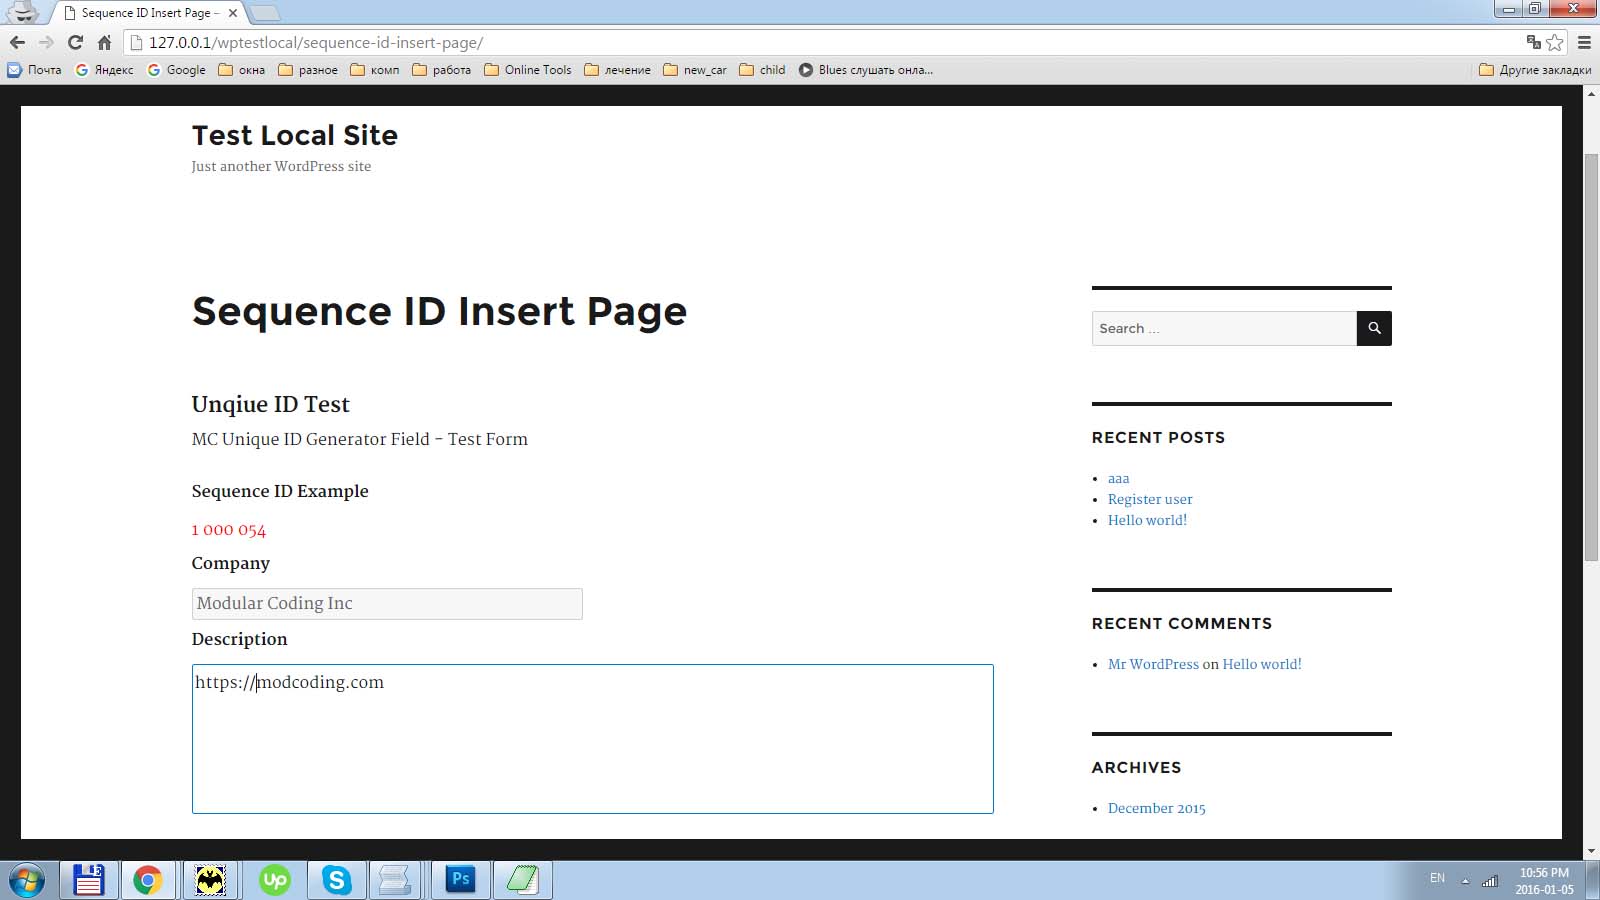 Sequence ID Insert Page –
127.0.0.1/wptestlocal/sequence-id-insert-page/
Почта Яндекс Google окна разное комп работа Online Tools лечение new_car child Blues слушать онла... Другие закладки
Test Local Site
Just another WordPress site
Sequence ID Insert Page
Unqiue ID Test
MC Unique ID Generator Field - Test Form
Sequence ID Example
1 000 054
Company
Modular Coding Inc
Description
https://modcoding.com
Search ...
RECENT POSTS
aaa
Register user
Hello world!
RECENT COMMENTS
Mr WordPress on Hello world!
ARCHIVES
December 2015
Up
S
Ps
EN
10:56 PM
2016-01-05